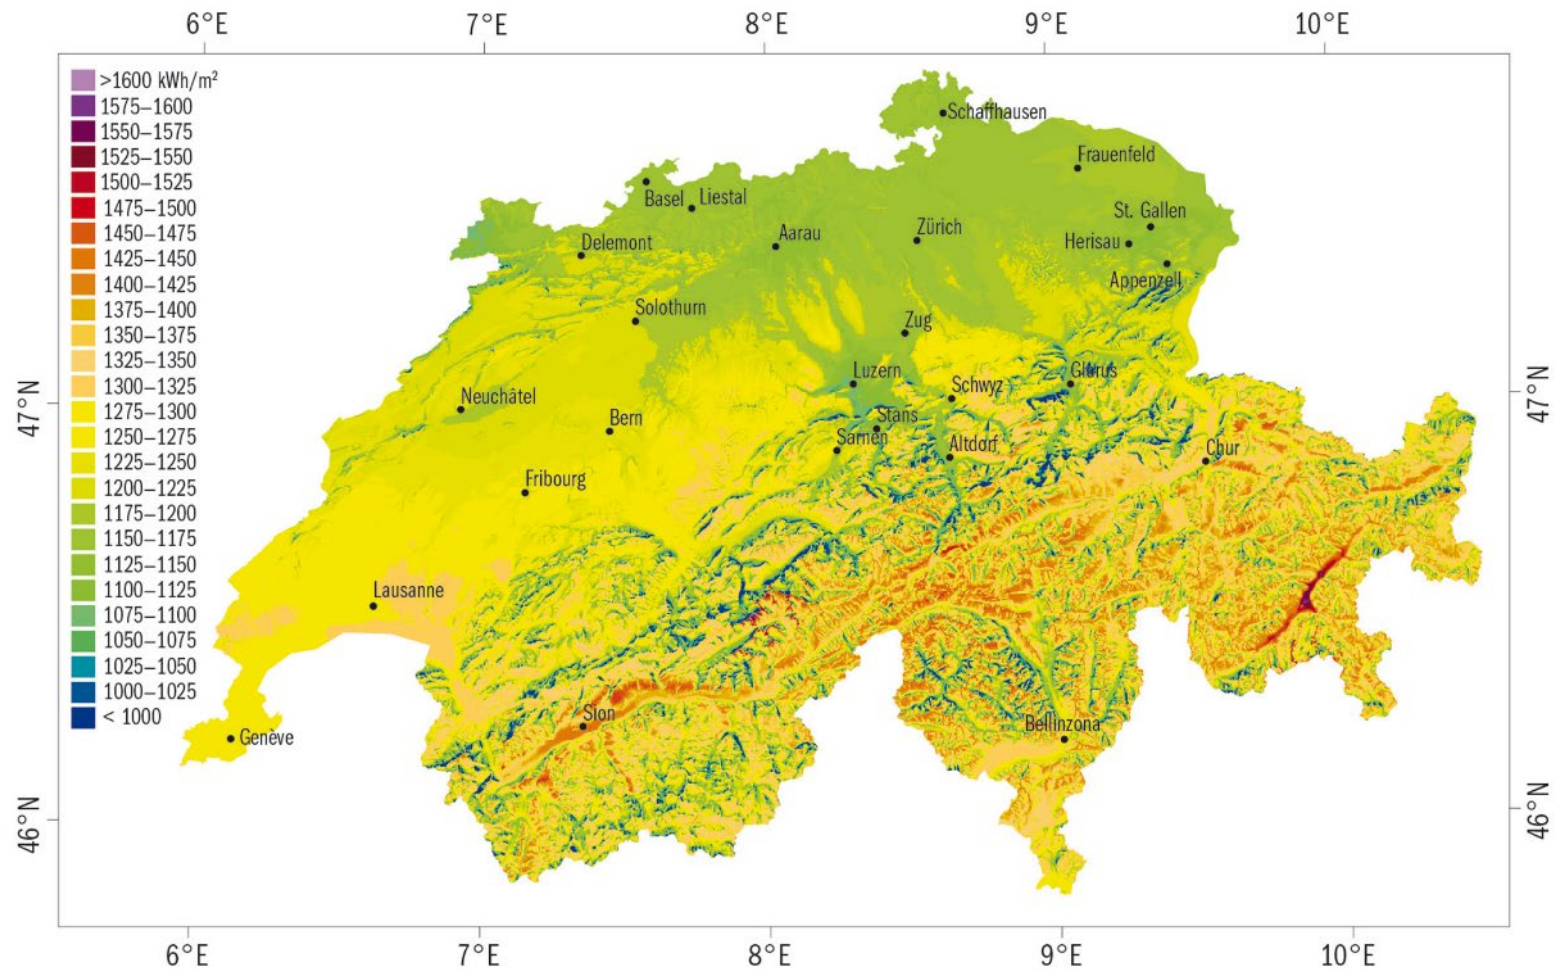 6°E 7°E 8°E 9°E 10°E
>1600 kWh/m²
1575–1600
1550–1575
1525–1550
1500–1525
1475–1500
1450–1475
1425–1450
1400–1425
1375–1400
1350–1375
1325–1350
1300–1325
1275–1300
1250–1275
1225–1250
1200–1225
1175–1200
1150–1175
1125–1150
1100–1125
1075–1100
1050–1075
1025–1050
1000–1025
< 1000
Schaffhausen
Frauenfeld
Basel
Liestal
St. Gallen
Aarau
Zürich
Herisau
Delemont
Appenzell
Solothurn
Zug
Luzern
Schwyz
Glarus
47°N
47°N
Neuchâtel
Bern
Stans
Sarnen
Altdorf
Chur
Fribourg
Lausanne
Sion
Bellinzona
Genève
46°N
46°N
6°E 7°E 8°E 9°E 10°E